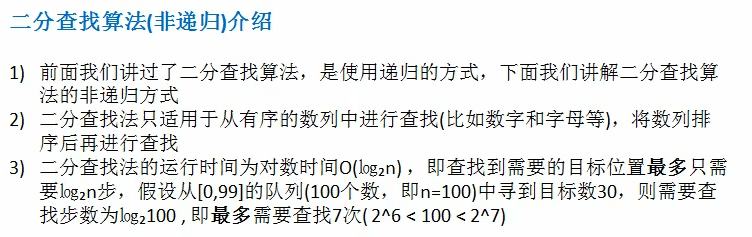 二分查找算法(非递归)介绍
1) 前面我们讲过了二分查找算法，是使用递归的方式，下面我们讲解二分查找算
法的非递归方式
2) 二分查找法只适用于从有序的数列中进行查找(比如数字和字母等)，将数列排
序后再进行查找
3) 二分查找法的运行时间为对数时间O(㏒₂n) ，即查找到需要的目标位置最多只需
要㏒₂n步，假设从[0,99]的队列(100个数，即n=100)中寻到目标数30，则需要查
找步数为㏒₂100 , 即最多需要查找7次( 2^6 < 100 < 2^7)